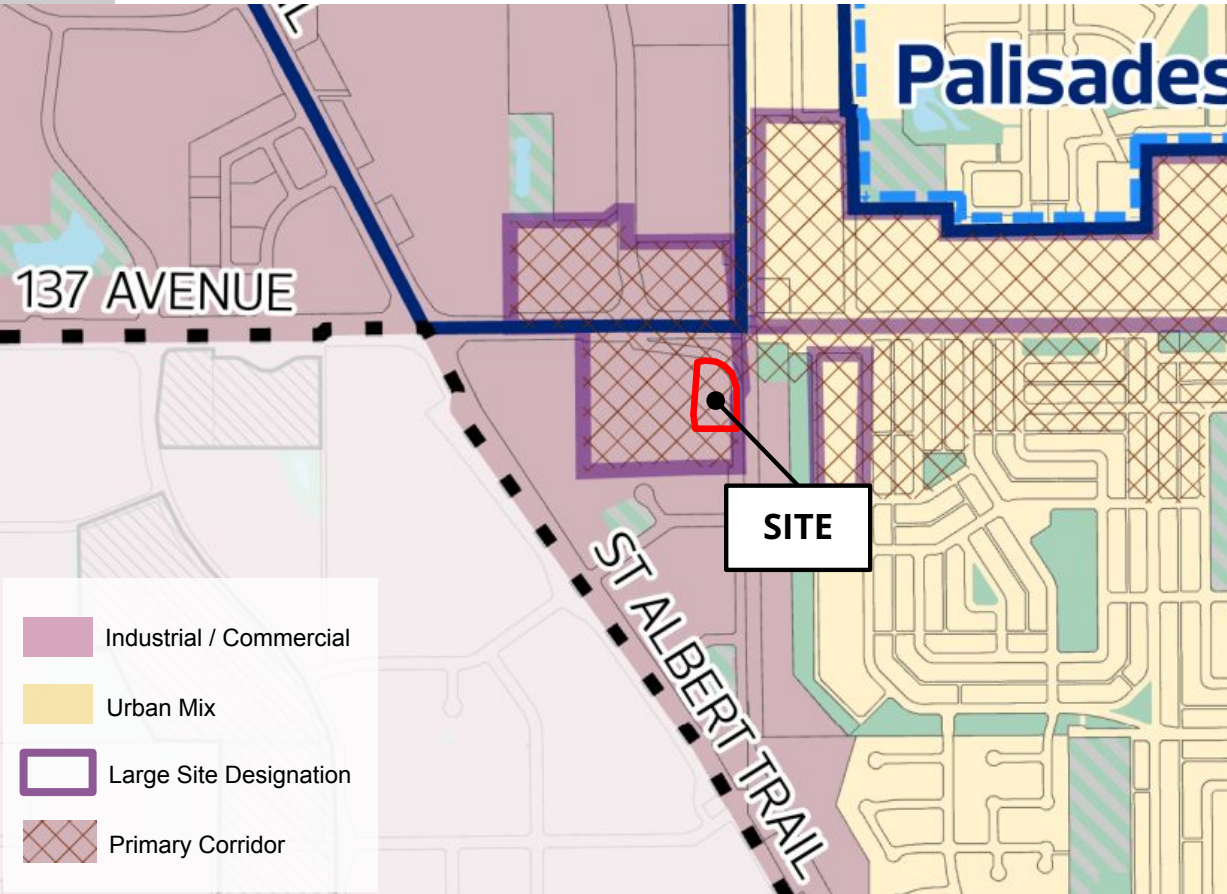 Palisades
137 AVENUE
SITE
ST ALBERT TRAIL
Industrial / Commercial
Urban Mix
Large Site Designation
Primary Corridor